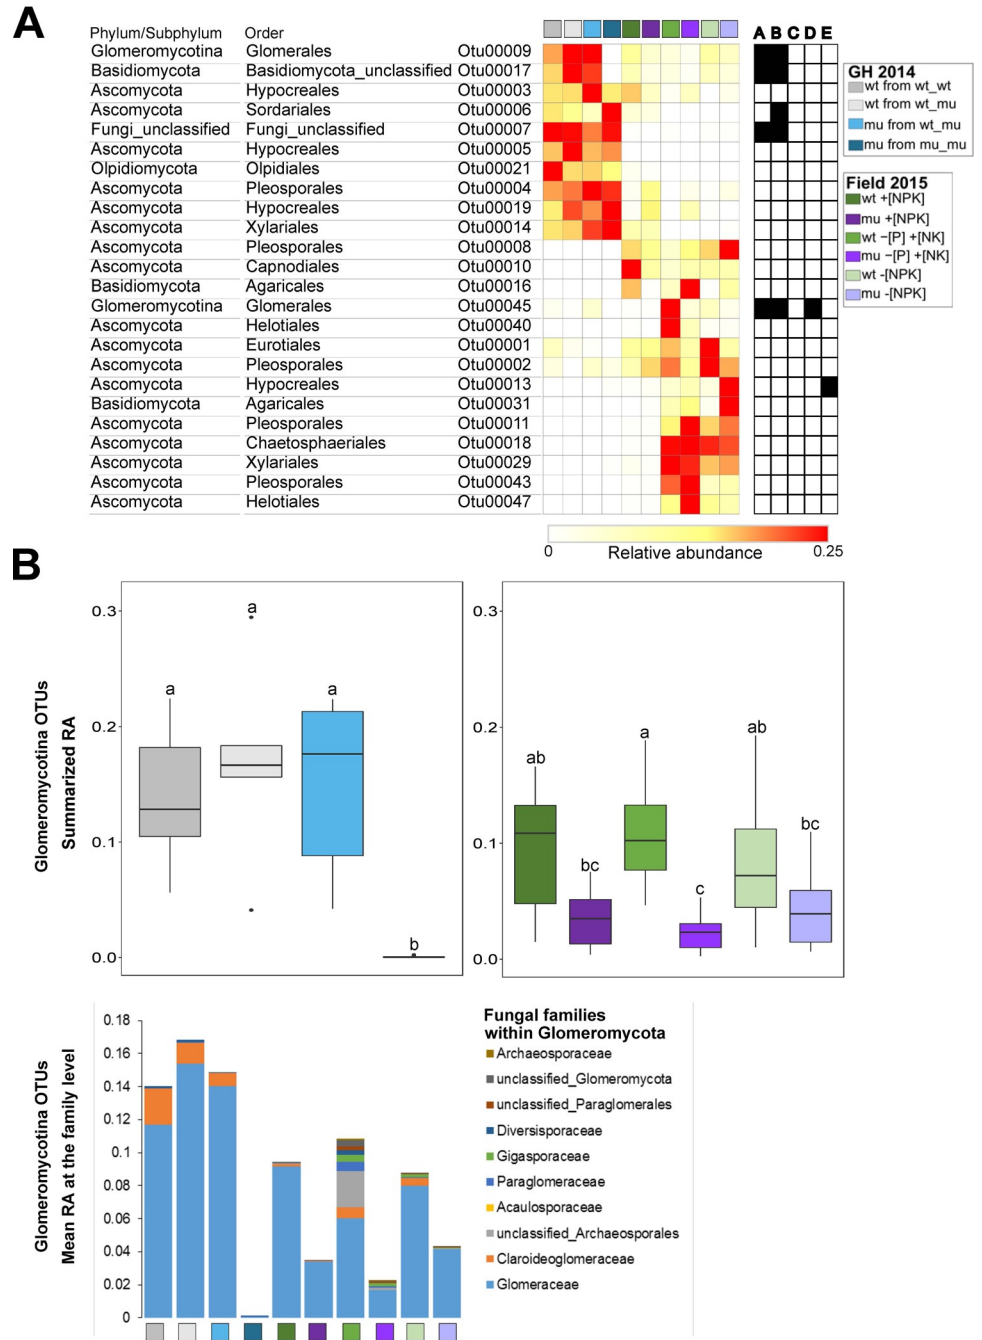 A
Phylum/Subphylum Order
A B C D E
Glomeromycotina Glomerales Otu00009
Basidiomycota Basidiomycota_unclassified Otu00017
Ascomycota Hypocreales Otu00003
Ascomycota Sordariales Otu00006
Fungi_unclassified Fungi_unclassified Otu00007
Ascomycota Hypocreales Otu00005
Olpidiomycota Olpidiales Otu00021
Ascomycota Pleosporales Otu00004
Ascomycota Hypocreales Otu00019
Ascomycota Xylariales Otu00014
Ascomycota Pleosporales Otu00008
Ascomycota Capnodiales Otu00010
Basidiomycota Agaricales Otu00016
Glomeromycotina Glomerales Otu00045
Ascomycota Helotiales Otu00040
Ascomycota Eurotiales Otu00001
Ascomycota Pleosporales Otu00002
Ascomycota Hypocreales Otu00013
Basidiomycota Agaricales Otu00031
Ascomycota Pleosporales Otu00011
Ascomycota Chaetosphaeriales Otu00018
Ascomycota Xylariales Otu00029
Ascomycota Pleosporales Otu00043
Ascomycota Helotiales Otu00047
GH 2014
wt from wt_wt
wt from wt_mu
mu from wt_mu
mu from mu_mu
Field 2015
wt +[NPK]
mu +[NPK]
wt –[P] +[NK]
mu –[P] +[NK]
wt -[NPK]
mu -[NPK]
0 Relative abundance 0.25
B
Glomeromycotina OTUs
Summarized RA
0.3
0.2
0.1
0.0
a
a
a
b
0.3
0.2
0.1
0.0
ab
bc
a
c
ab
bc
Glomeromycotina OTUs
Mean RA at the family level
0.18
0.16
0.14
0.12
0.1
0.08
0.06
0.04
0.02
0
Fungal families
within Glomeromycota
Archaeosporaceae
unclassified_Glomeromycota
unclassified_Paraglomerales
Diversisporaceae
Gigasporaceae
Paraglomeraceae
Acaulosporaceae
unclassified_Archaeosporales
Claroideoglomeraceae
Glomeraceae